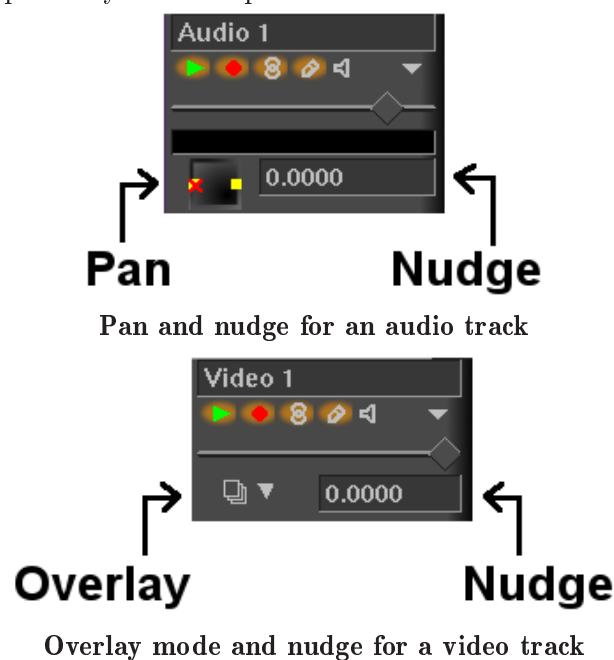 Audio 1
0.0000
Pan
Nudge
Pan and nudge for an audio track
Video 1
0.0000
Overlay
Nudge
Overlay mode and nudge for a video track